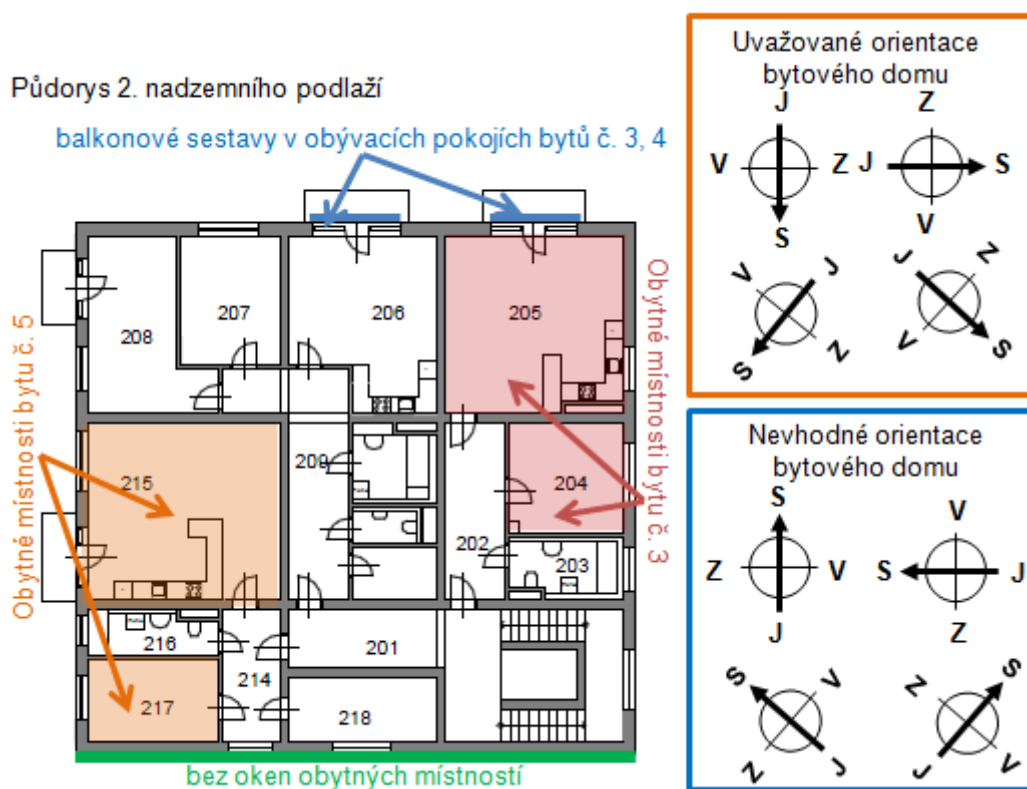 Půdorys 2. nadzemního podlaží
balkonové sestavy v obývacích pokojích bytů č. 3, 4
208
207
206
205
Obytné místnosti bytu č. 5
Obytné místnosti bytu č. 3
215
209
204
202
203
216
214
201
217
218
bez oken obytných místností
Uvažované orientace
bytového domu
J
V
Z
S
Z
J
S
V
V
J
S
Z
J
Z
V
S
Nevhodné orientace
bytového domu
S
Z
V
J
V
S
J
Z
S
V
Z
J
Z
S
J
V